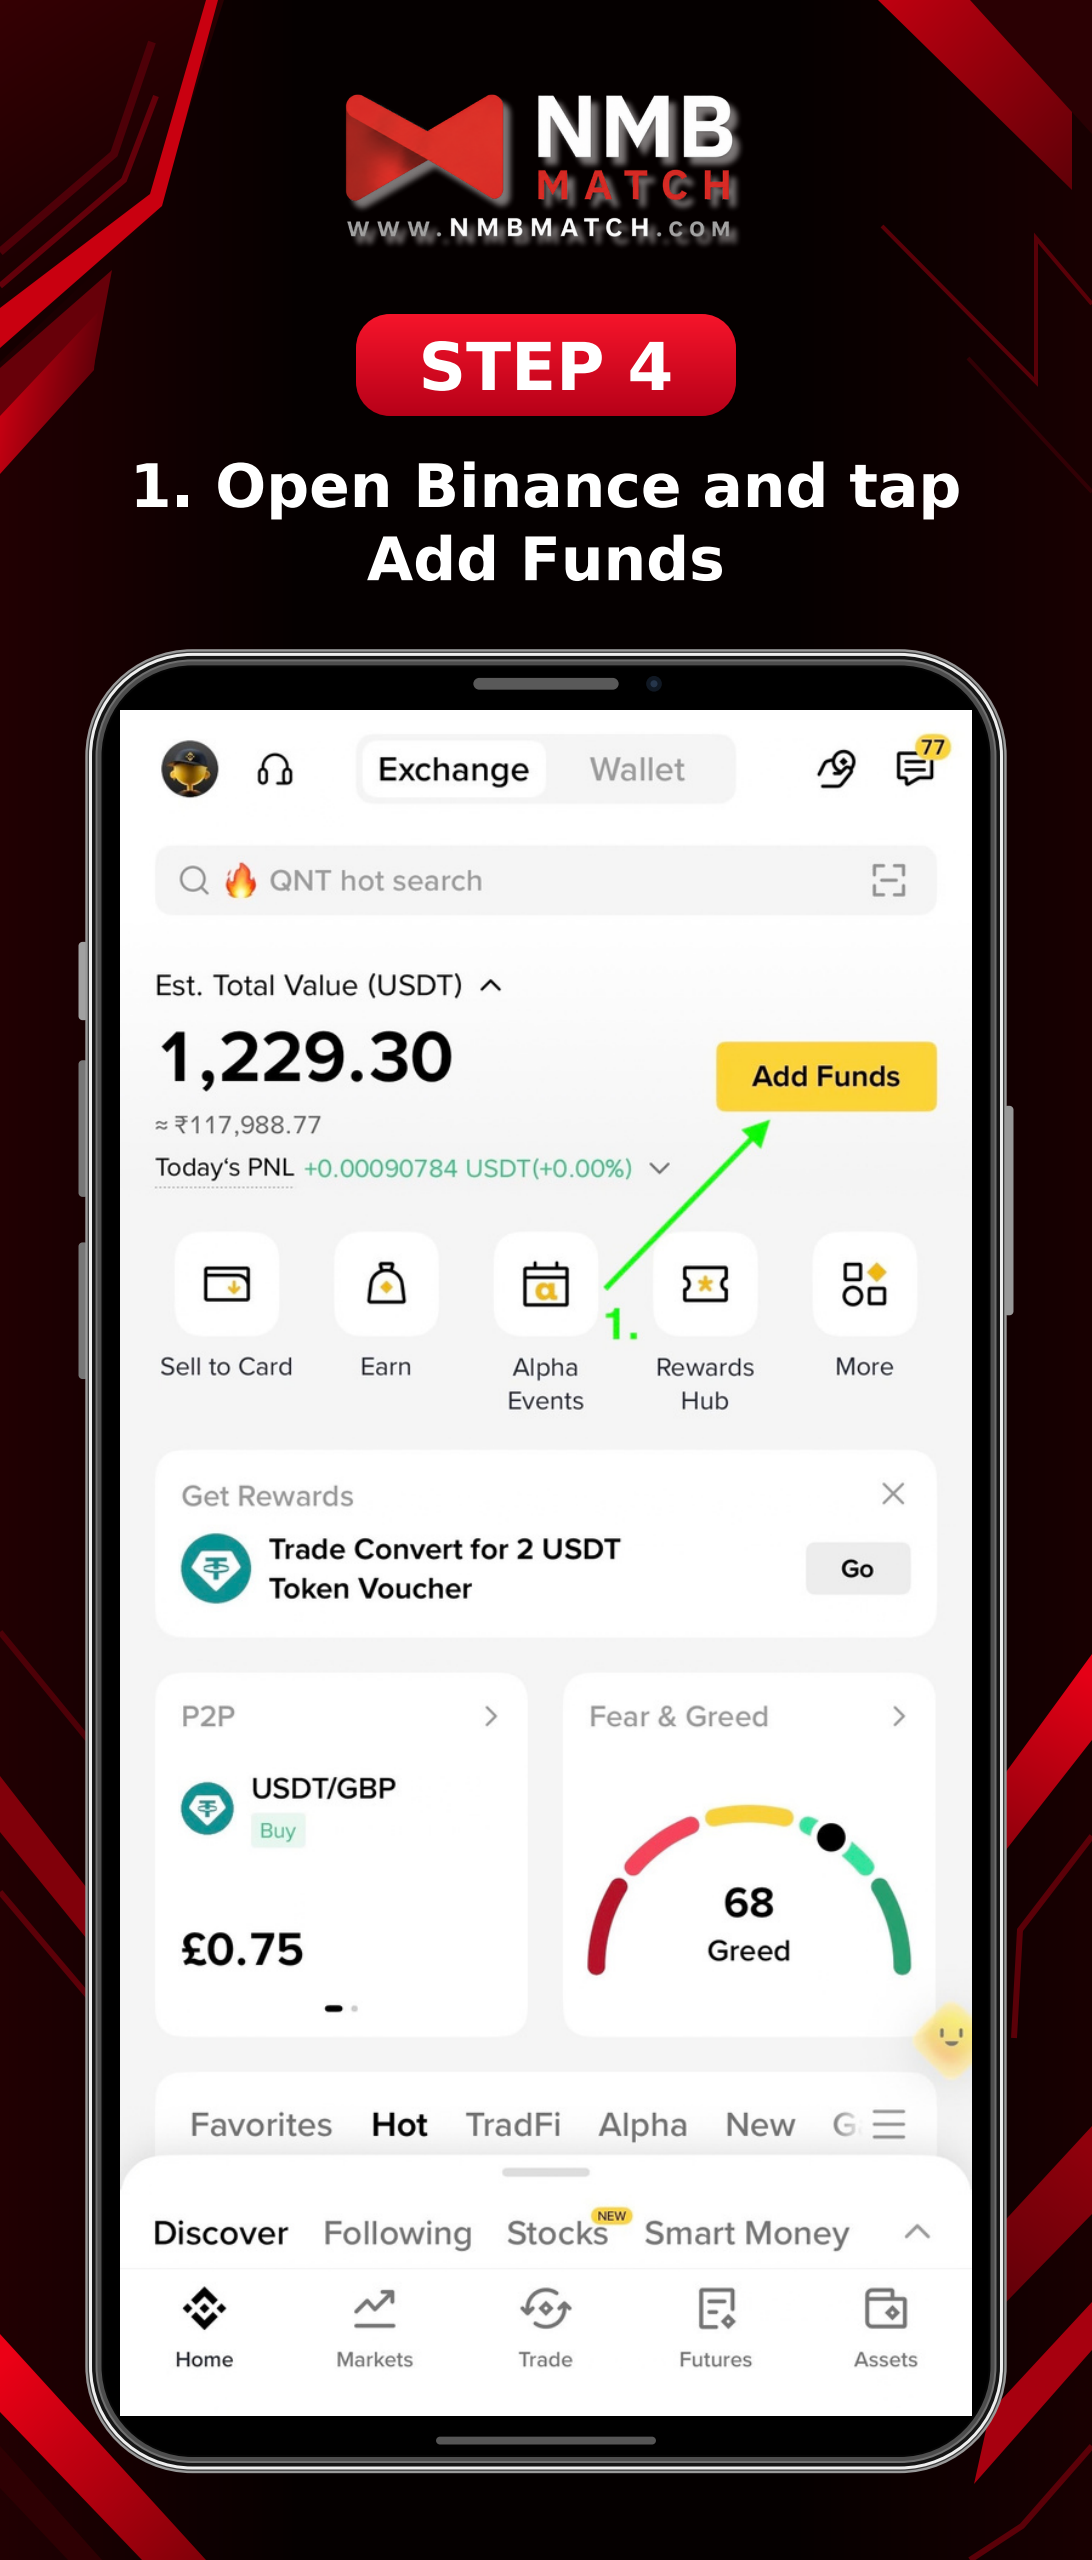 NMB
MATCH
WWW.NMBMATCH.COM
STEP 4
1. Open Binance and tap
Add Funds
Exchange
Wallet
77
QNT hot search
Est. Total Value (USDT)
1,229.30
Add Funds
≈ ₹117,988.77
Today's PNL +0.00090784 USDT(+0.00%)
1.
Sell to Card
Earn
Alpha
Events
Rewards
Hub
More
Get Rewards
Trade Convert for 2 USDT
Token Voucher
Go
P2P
USDT/GBP
Buy
£0.75
Fear & Greed
68
Greed
Favorites Hot TradFi Alpha New
Discover Following Stocks NEW Smart Money
Home Markets Trade Futures Assets